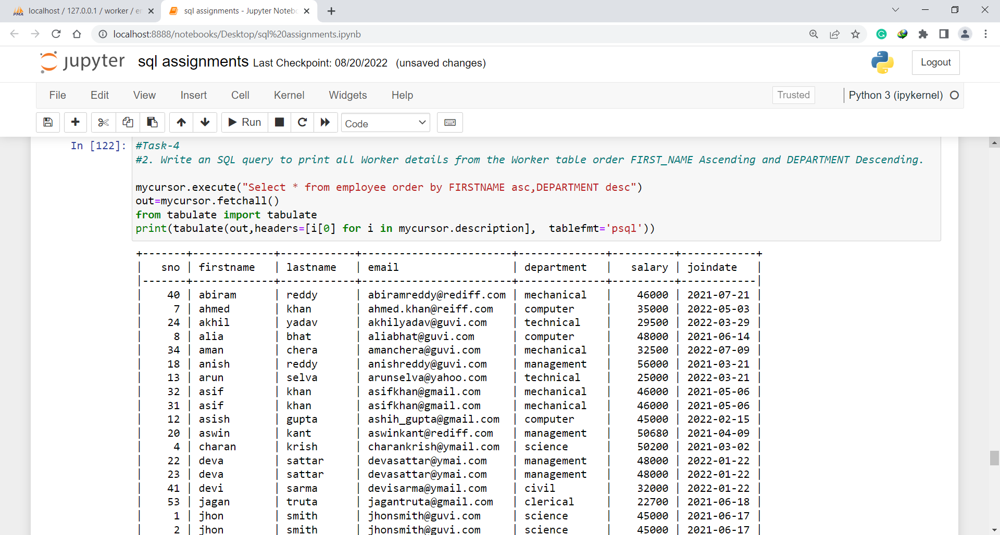 localhost / 127.0.0.1 / worker / e
sql assignments - Jupyter Noteb
localhost:8888/notebooks/Desktop/sql%20assignments.ipynb
jupyter sql assignments Last Checkpoint: 08/20/2022 (unsaved changes)
Logout
File Edit View Insert Cell Kernel Widgets Help
Trusted
Python 3 (ipykernel)
Run
Code
In [122]: #Task-4
#2. Write an SQL query to print all Worker details from the Worker table order FIRST_NAME Ascending and DEPARTMENT Descending.
mycursor.execute("Select * from employee order by FIRSTNAME asc,DEPARTMENT desc")
out=mycursor.fetchall()
from tabulate import tabulate
print(tabulate(out,headers=[i[0] for i in mycursor.description],  tablefmt='psql'))
+-------+-------------+------------+------------------------+--------------+----------+------------+
|   sno | firstname   | lastname   | email                  | department   |   salary | joindate   |
|-------+-------------+------------+------------------------+--------------+----------+------------|
|    40 | abiram      | reddy      | abiramreddy@rediff.com | mechanical   |    46000 | 2021-07-21 |
|     7 | ahmed       | khan       | ahmed.khan@reiff.com   | computer     |    35000 | 2022-05-03 |
|    24 | akhil       | yadav      | akhilyadav@guvi.com    | technical    |    29500 | 2022-03-29 |
|     8 | alia        | bhat       | aliabhat@guvi.com      | computer     |    48000 | 2021-06-14 |
|    34 | aman        | chera      | amanchera@guvi.com     | mechanical   |    32500 | 2022-07-09 |
|    18 | anish       | reddy      | anishreddy@guvi.com    | management   |    56000 | 2021-03-21 |
|    13 | arun        | selva      | arunselva@yahoo.com    | technical    |    25000 | 2022-03-21 |
|    32 | asif        | khan       | asifkhan@gmail.com     | mechanical   |    46000 | 2021-05-06 |
|    31 | asif        | khan       | asifkhan@gmail.com     | mechanical   |    46000 | 2021-05-06 |
|    12 | asish       | gupta      | ashih_gupta@gmail.com  | computer     |    45000 | 2022-02-15 |
|    20 | aswin       | kant       | aswinkant@rediff.com   | management   |    50680 | 2021-04-09 |
|     4 | charan      | krish      | charankrish@ymail.com  | science      |    50200 | 2021-03-02 |
|    22 | deva        | sattar     | devasattar@ymai.com    | management   |    48000 | 2022-01-22 |
|    23 | deva        | sattar     | devasattar@ymai.com    | management   |    48000 | 2022-01-22 |
|    41 | devi        | sarma      | devisarma@ymail.com    | civil        |    32000 | 2022-01-22 |
|    53 | jagan       | truta      | jagantruta@gmail.com   | clerical     |    22700 | 2021-06-18 |
|     1 | jhon        | smith      | jhonsmith@guvi.com     | science      |    45000 | 2021-06-17 |
|     2 | jhon        | smith      | jhonsmith@guvi.com     | science      |    45000 | 2021-06-17 |